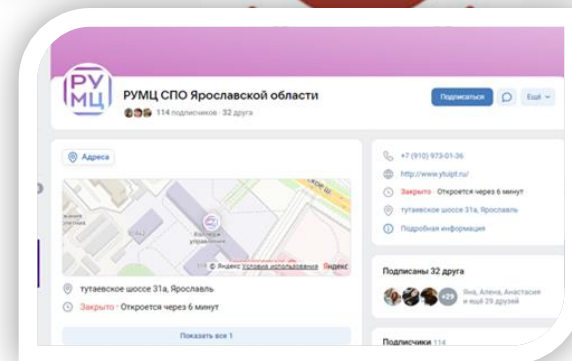 РУ
МЦ
РУМЦ СПО Ярославской области
114 подписчиков · 32 друга
Подписаться
Ещё
Адреса
Колледж
управления
© Яндекс Условия использования Яндекс
тутаевское шоссе 31а, Ярославль
Закрыто · Откроется через 6 минут
Показать все 1
+7 (910) 973-01-36
http://www.ytuipt.ru/
Закрыто · Откроется через 6 минут
тутаевское шоссе 31а, Ярославль
Подробная информация
Подписаны 32 друга
+29
Яна, Алена, Анастасия
и ещё 29 друзей
Подписчики 114